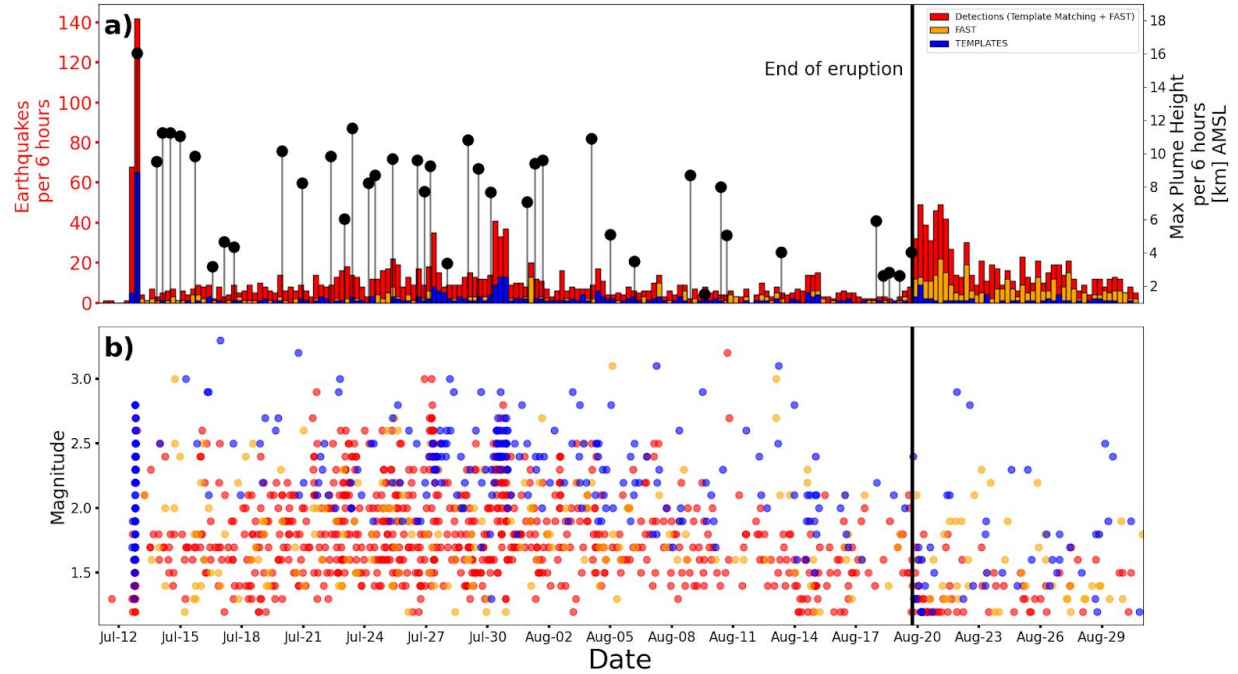 a)
Detections (Template Matching + FAST)
FAST
TEMPLATES
End of eruption
Earthquakes
per 6 hours
140
120
100
80
60
40
20
0
Max Plume Height
per 6 hours
[km] AMSL
18
16
14
12
10
8
6
4
2
b)
Magnitude
3.0
2.5
2.0
1.5
Jul-12 Jul-15 Jul-18 Jul-21 Jul-24 Jul-27 Jul-30 Aug-02 Aug-05 Aug-08 Aug-11 Aug-14 Aug-17 Aug-20 Aug-23 Aug-26 Aug-29
Date